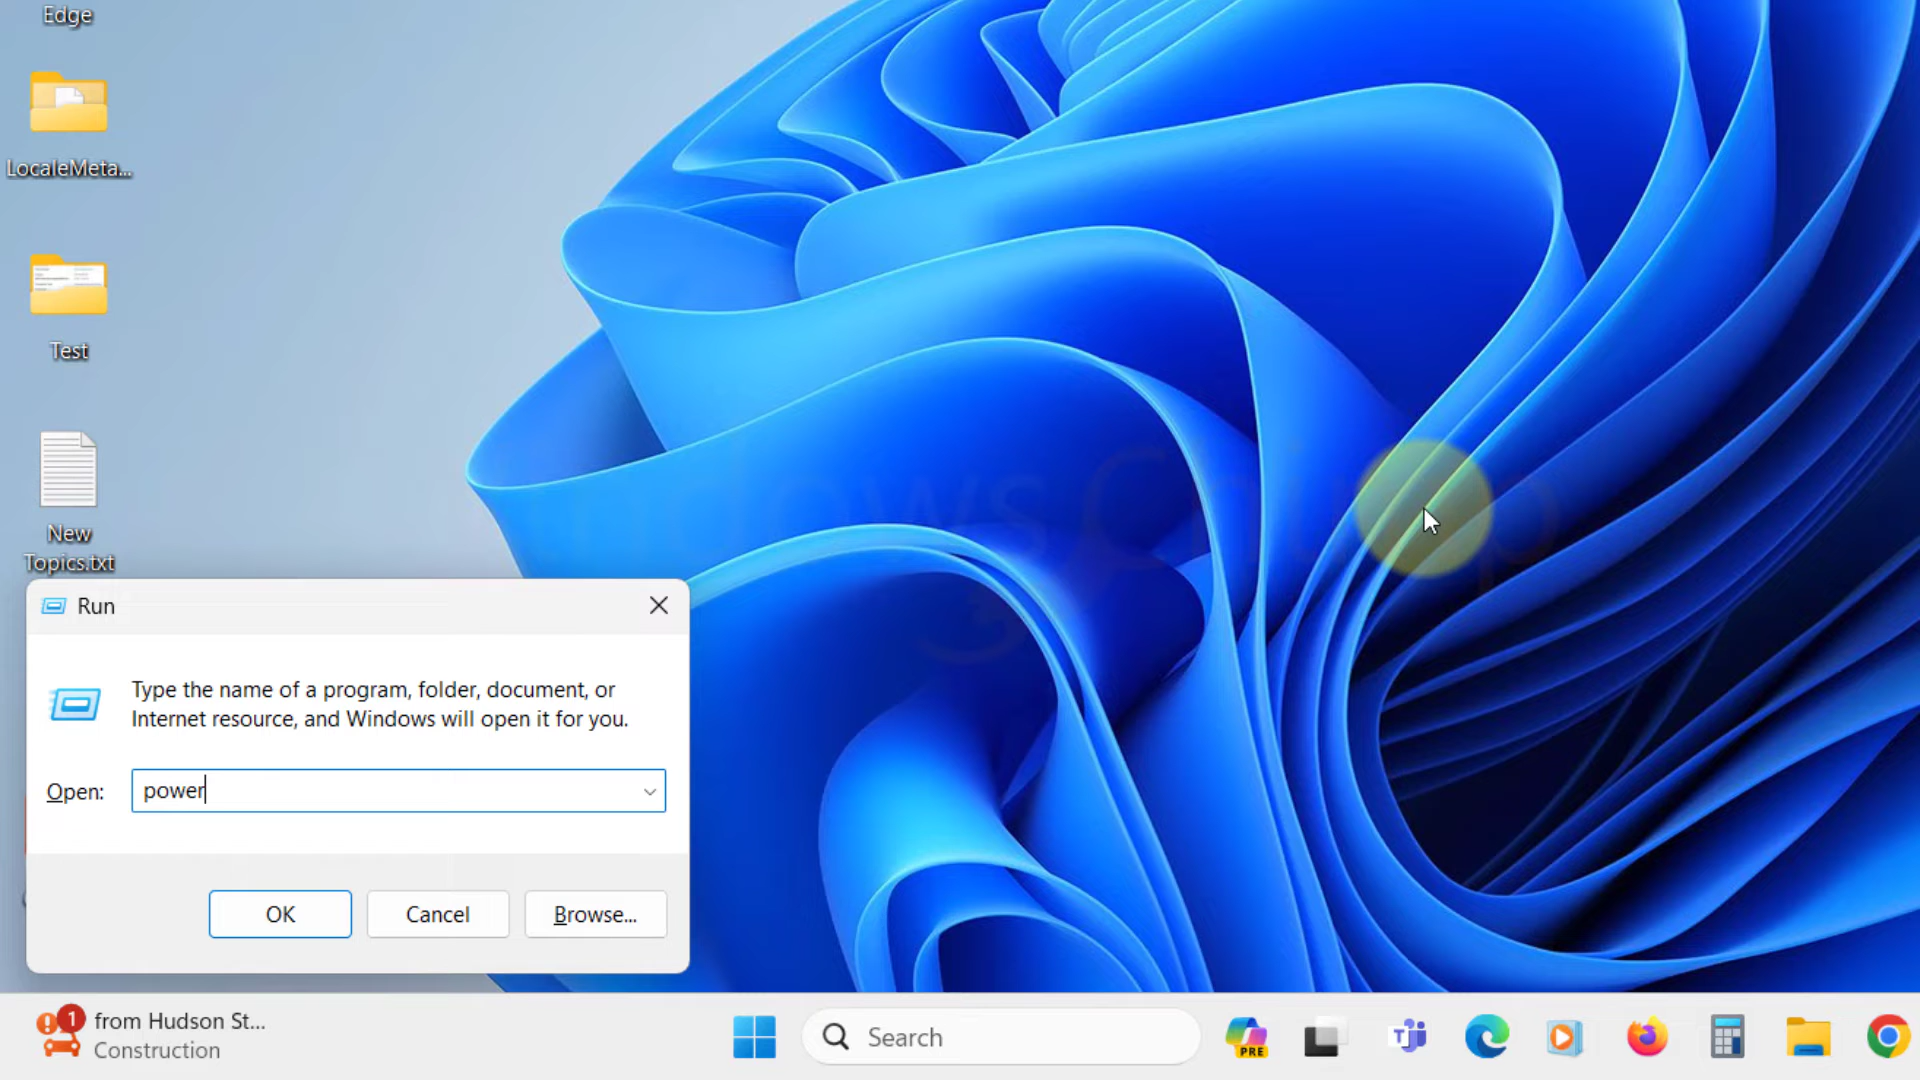 Edge
LocaleMeta...
Test
New
Topics.txt
Run
Type the name of a program, folder, document, or
Internet resource, and Windows will open it for you.
Open:
power
OK
Cancel
Browse...
1
from Hudson St...
Construction
Search
PRE